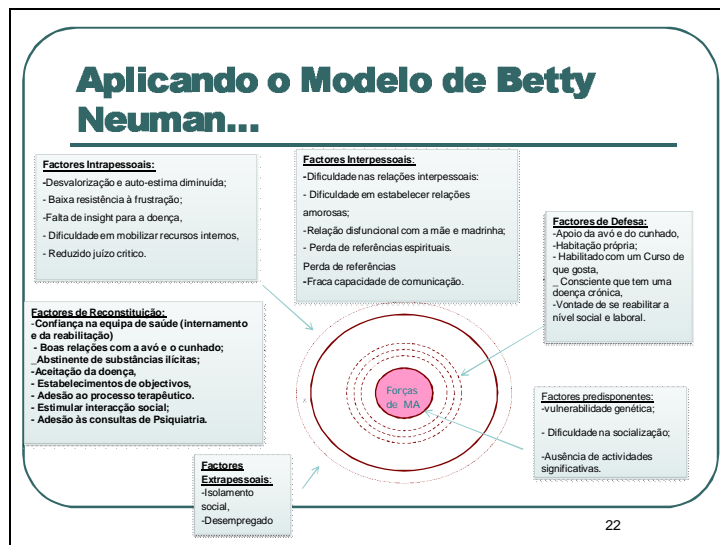 Aplicando o Modelo de Betty
Neuman...
Factores Intrapessoais:
-Desvalorização e auto-estima diminuída;
- Baixa resistência à frustração;
-Falta de insight para a doença,
- Dificuldade em mobilizar recursos internos,
- Reduzido juízo critico.
Factores Interpessoais:
-Dificuldade nas relações interpessoais:
- Dificuldade em estabelecer relações
amorosas;
-Relação disfuncional com a mãe e madrinha;
- Perda de referências espirituais.
Perda de referências
-Fraca capacidade de comunicação.
Factores de Defesa:
-Apoio da avó e do cunhado,
-Habitação própria;
- Habilitado com um Curso de
que gosta,
_ Consciente que tem uma
doença crónica,
-Vontade de se reabilitar a
nível social e laboral.
Factores de Reconstituição:
-Confiança na equipa de saúde (internamento
e da reabilitação)
- Boas relações com a avó e o cunhado;
_Abstinente de substâncias ilícitas;
-Aceitação da doença,
- Estabelecimentos de objectivos,
- Adesão ao processo terapêutico.
- Estimular interacção social;
- Adesão às consultas de Psiquiatria.
Forças
de MA
Factores predisponentes:
-vulnerabilidade genética;
- Dificuldade na socialização;
-Ausência de actividades
significativas.
Factores
Extrapessoais:
-Isolamento
social,
-Desempregado
22